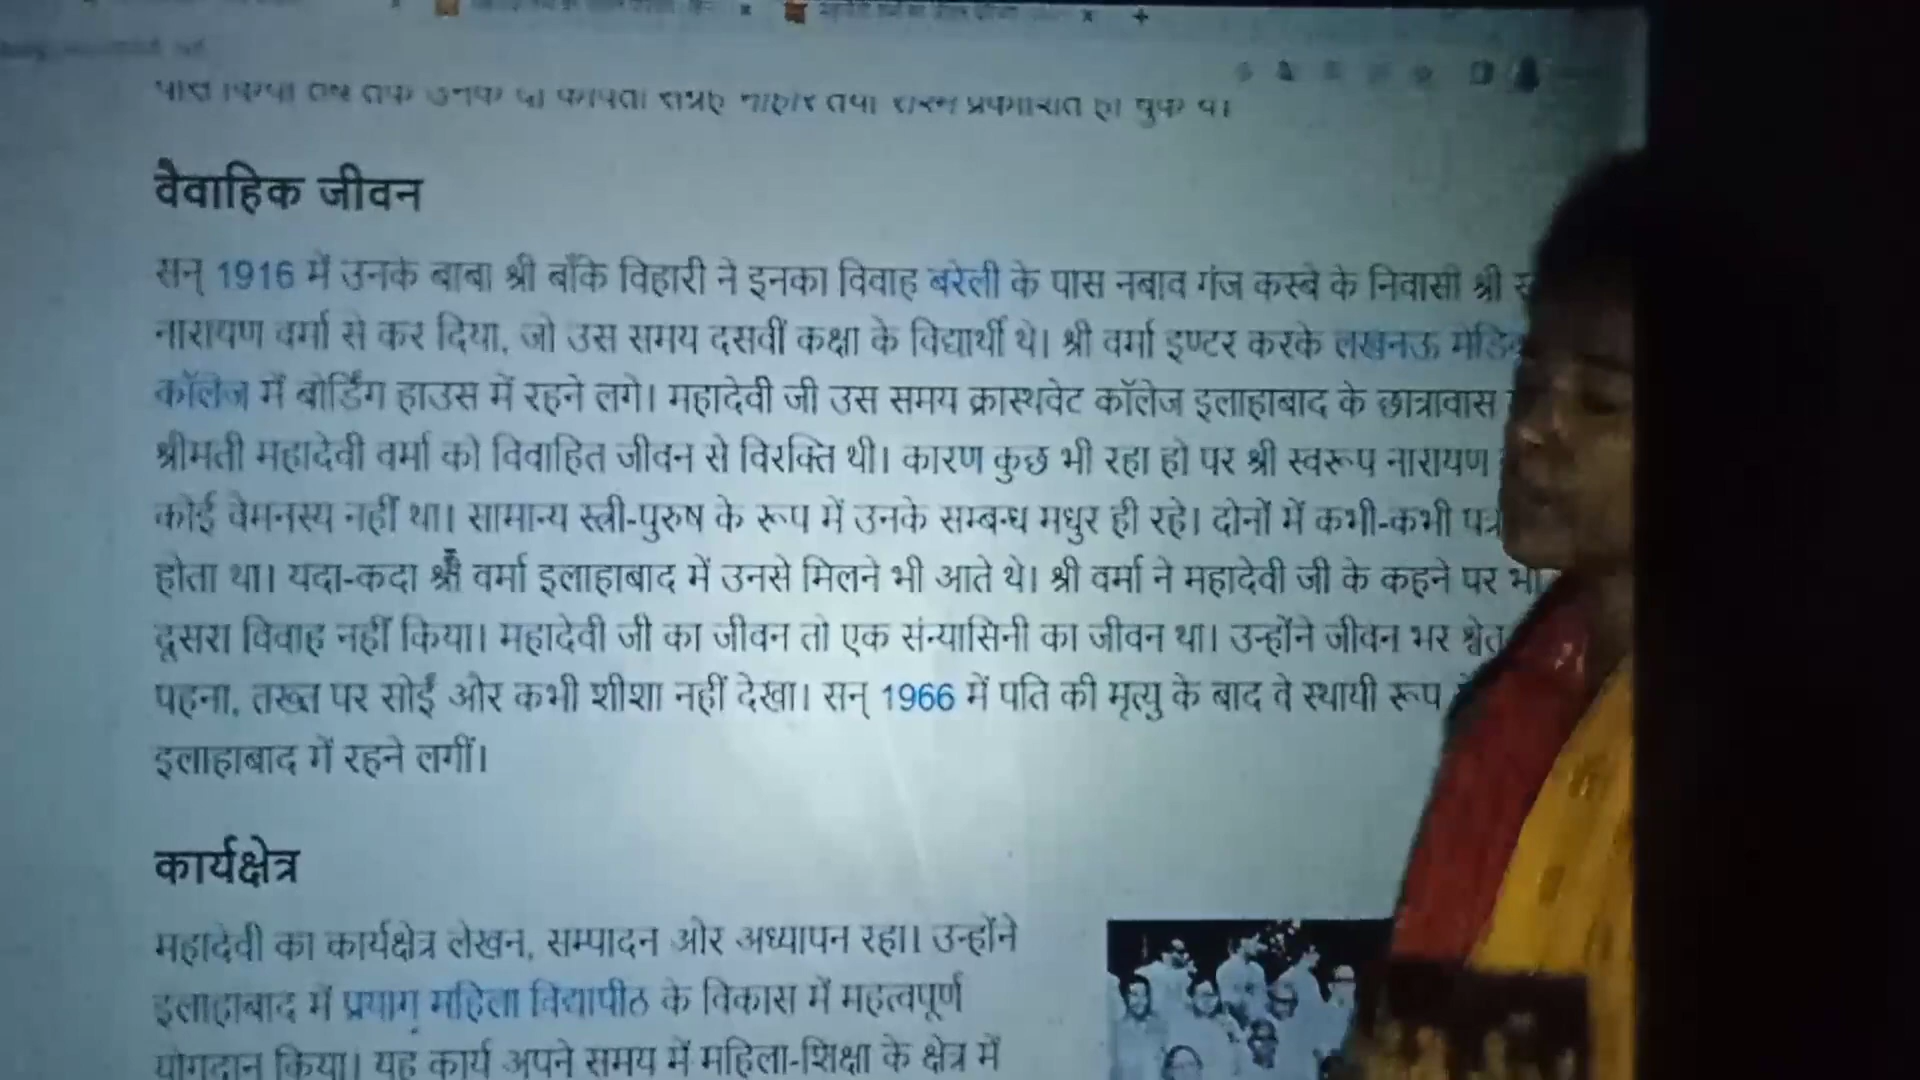 वैवाहिक जीवन
सन् 1916 में उनके बाबा श्री बाँके विहारी ने इनका विवाह बरेली के पास नबाव गंज कस्बे के निवासी श्री
नारायण वर्मा से कर दिया, जो उस समय दसवीं कक्षा के विद्यार्थी थे। श्री वर्मा इण्टर करके लखनऊ मेडि
कॉलेज में बोर्डिंग हाउस में रहने लगे। महादेवी जी उस समय क्रास्थवेट कॉलेज इलाहाबाद के छात्रावास
श्रीमती महादेवी वर्मा को विवाहित जीवन से विरक्ति थी। कारण कुछ भी रहा हो पर श्री स्वरूप नारायण
कोई वैमनस्य नहीं था। सामान्य स्त्री-पुरुष के रूप में उनके सम्बन्ध मधुर ही रहे। दोनों में कभी-कभी पत्र
होता था। यदा-कदा श्री वर्मा इलाहाबाद में उनसे मिलने भी आते थे। श्री वर्मा ने महादेवी जी के कहने पर भी
दूसरा विवाह नहीं किया। महादेवी जी का जीवन तो एक संन्यासिनी का जीवन था। उन्होंने जीवन भर श्वेत
पहना, तख्त पर सोईं और कभी शीशा नहीं देखा। सन् 1966 में पति की मृत्यु के बाद वे स्थायी रूप
इलाहाबाद में रहने लगीं।
कार्यक्षेत्र
महादेवी का कार्यक्षेत्र लेखन, सम्पादन और अध्यापन रहा। उन्होंने
इलाहाबाद में प्रयाग महिला विद्यापीठ के विकास में महत्वपूर्ण
योगदान किया। यह कार्य अपने समय में महिला-शिक्षा के क्षेत्र में